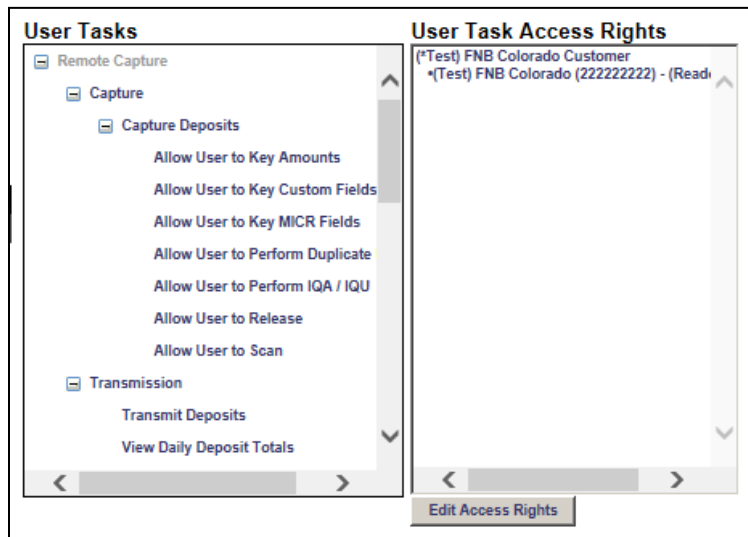 User Tasks
Remote Capture
Capture
Capture Deposits
Allow User to Key Amounts
Allow User to Key Custom Fields
Allow User to Key MICR Fields
Allow User to Perform Duplicate
Allow User to Perform IQA / IQU
Allow User to Release
Allow User to Scan
Transmission
Transmit Deposits
View Daily Deposit Totals
User Task Access Rights
(*Test) FNB Colorado Customer
•(Test) FNB Colorado (222222222) - (Read
Edit Access Rights